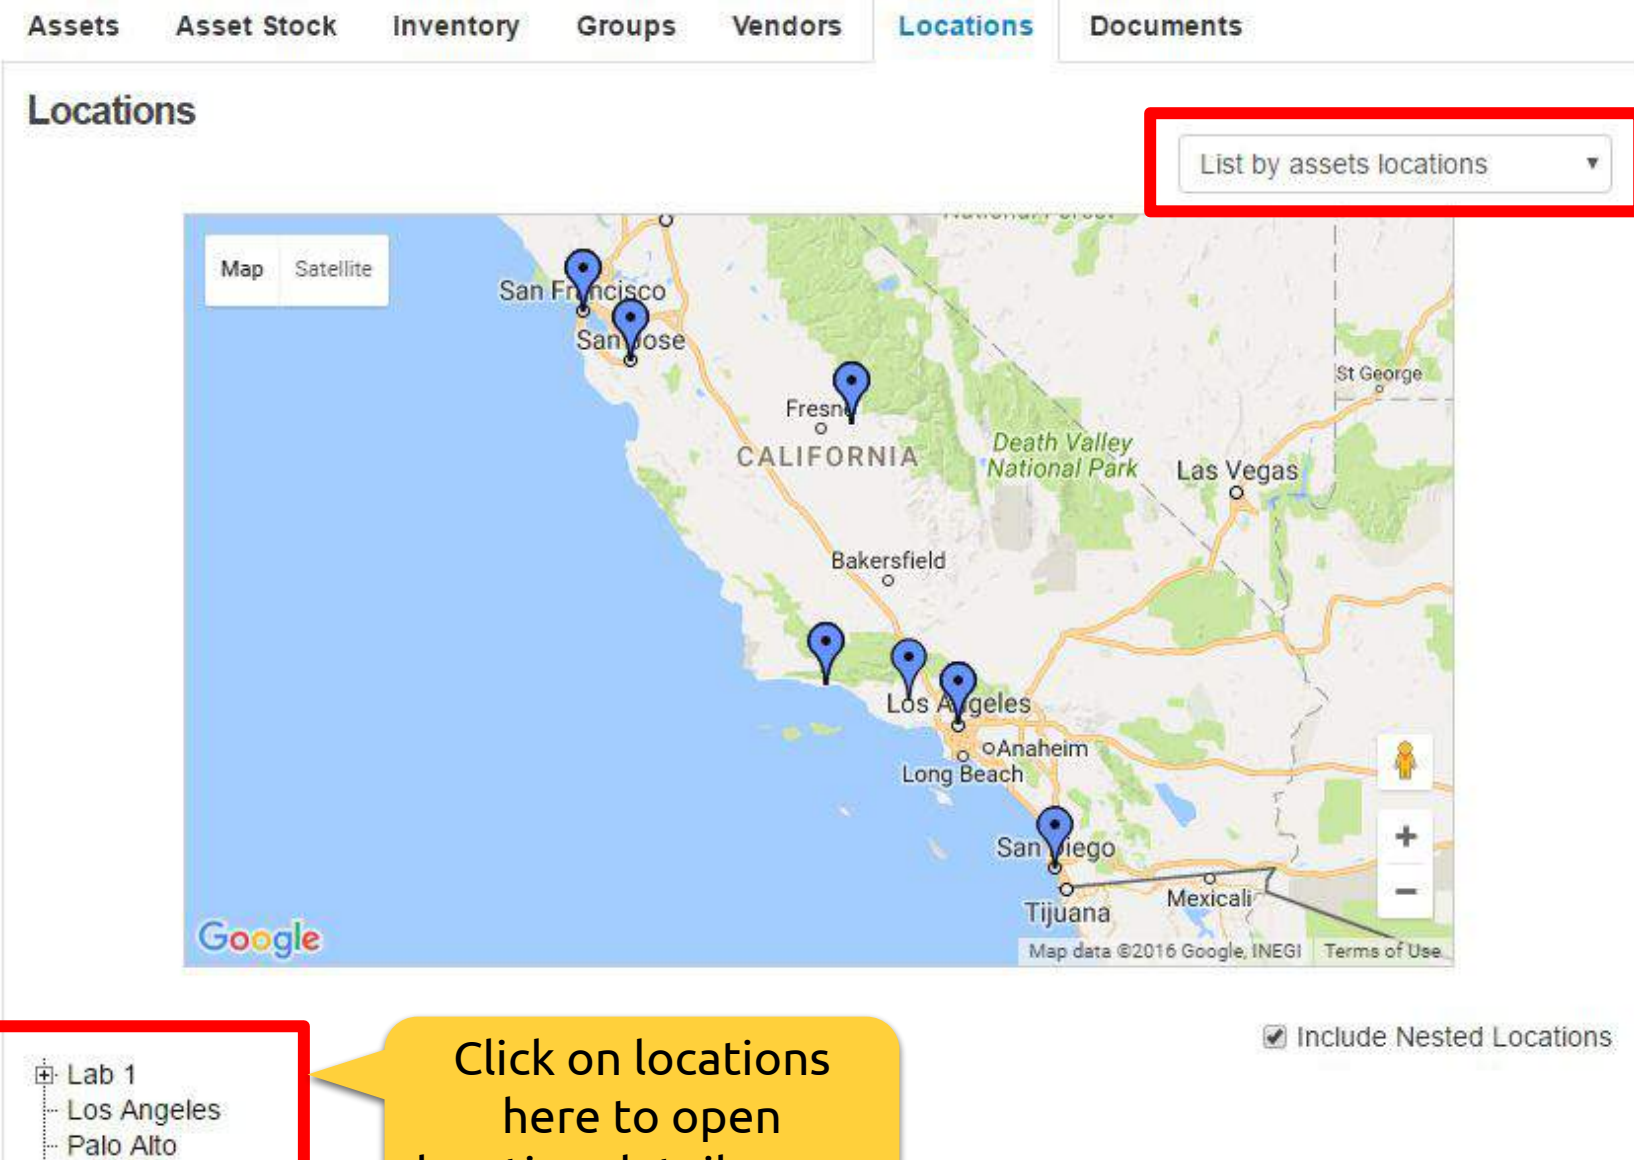 Assets Asset Stock Inventory Groups Vendors Locations Documents
Locations
List by assets locations
Map Satellite
San Francisco
San Jose
St George
Fresno
CALIFORNIA
Death Valley
National Park
Las Vegas
Bakersfield
Los Angeles
Anaheim
Long Beach
San Diego
Tijuana
Mexicali
Google
Map data ©2016 Google, INEGI Terms of Use
Include Nested Locations
Click on locations
here to open
Lab 1
Los Angeles
Palo Alto